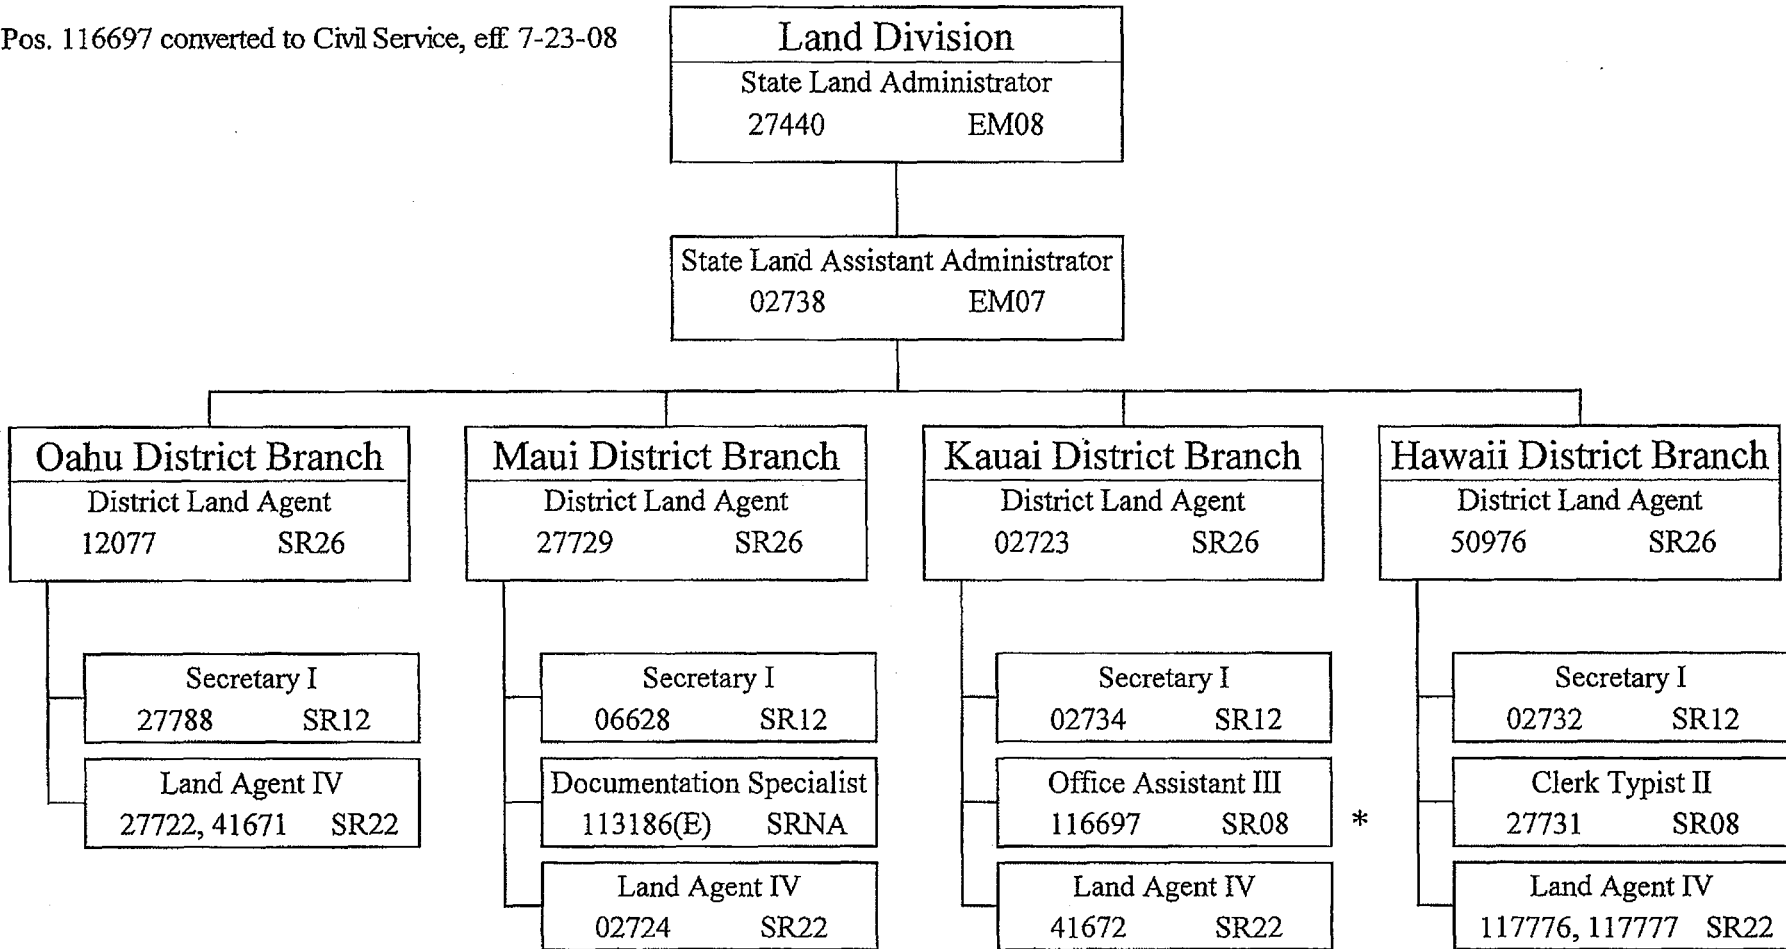 Pos. 116697 converted to Civil Service, eff. 7-23-08
Land Division
State Land Administrator
27440 EM08
State Land Assistant Administrator
02738 EM07
Oahu District Branch
District Land Agent
12077 SR26
Secretary I
27788 SR12
Land Agent IV
27722, 41671 SR22
Maui District Branch
District Land Agent
27729 SR26
Secretary I
06628 SR12
Documentation Specialist
113186(E) SRNA
Land Agent IV
02724 SR22
Kauai District Branch
District Land Agent
02723 SR26
Secretary I
02734 SR12
Office Assistant III
116697 SR08 *
Land Agent IV
41672 SR22
Hawaii District Branch
District Land Agent
50976 SR26
Secretary I
02732 SR12
Clerk Typist II
27731 SR08
Land Agent IV
117776, 117777 SR22